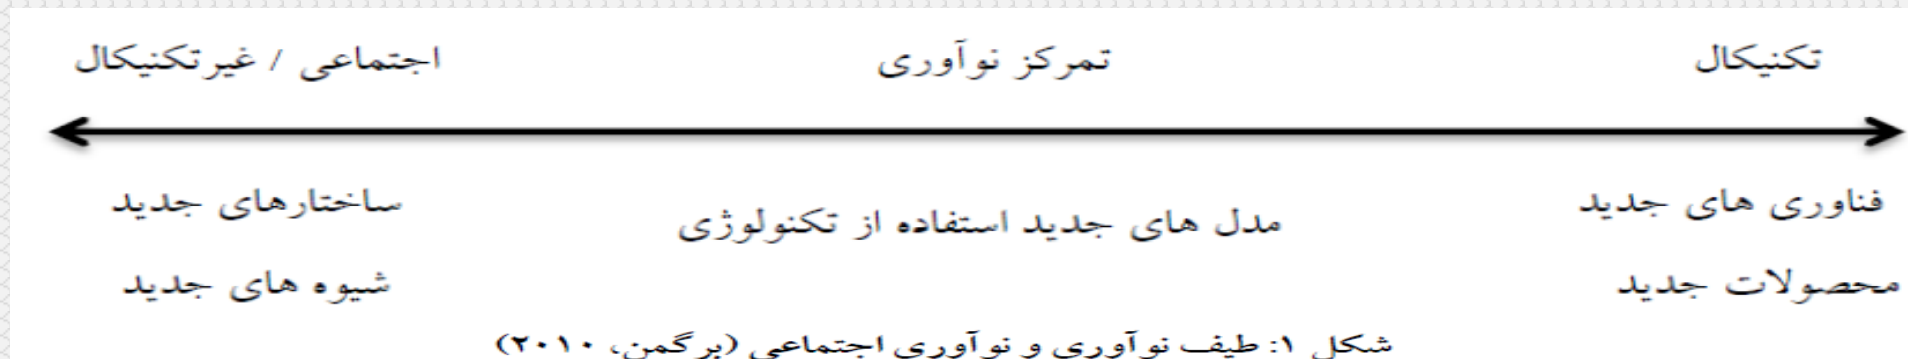 تکنیکال تمرکز نوآوری اجتماعی / غیرتکنیکال
فناوری های جدید مدل های جدید استفاده از تکنولوژی ساختارهای جدید
محصولات جدید شیوه های جدید
شکل ۱: طیف نوآوری و نوآوری اجتماعی (برگمن، ۲۰۱۰)